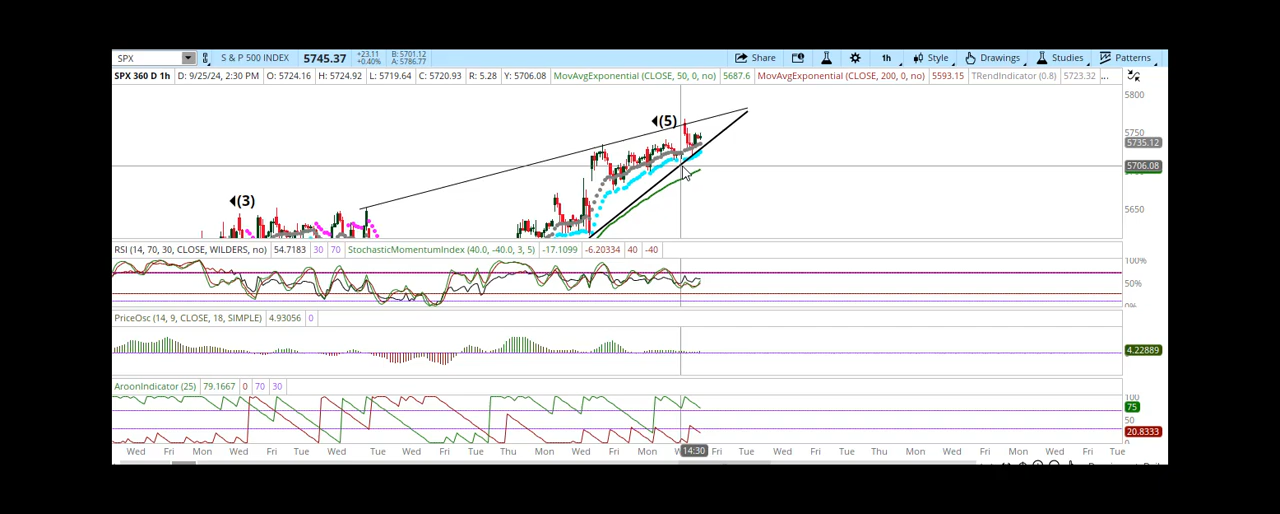 SPX S & P 500 INDEX 5745.37 +23.11 +0.40% B: 5701.12 A: 5786.77 Share 1h Style Drawings Studies Patterns
SPX 360 D 1h D: 9/25/24, 2:30 PM O: 5724.16 H: 5724.92 L: 5719.64 C: 5720.93 R: 5.28 Y: 5706.08 MovAvgExponential (CLOSE, 50, 0, no) 5687.6 MovAvgExponential (CLOSE, 200, 0, no) 5593.15 TRendIndicator (0.8) 5723.32 ...
5800
(5)
5750
5735.12
5706.08
(3)
5650
RSI (14, 70, 30, CLOSE, WILDERS, no) 54.7183 30 70 StochasticMomentumIndex (40.0, -40.0, 3, 5) -17.1099 -6.20334 40 -40
100%
50%
0%
PriceOsc (14, 9, CLOSE, 18, SIMPLE) 4.93056 0
4.22889
AroonIndicator (25) 79.1667 0 70 30
100
75
50
20.8333
0
Wed Fri Mon Wed Fri Tue Wed Tue Wed Fri Mon Wed Fri Mon 14:30 Fri Tue Wed Fri Tue Thu Mon Wed Fri Mon Wed Fri Tue